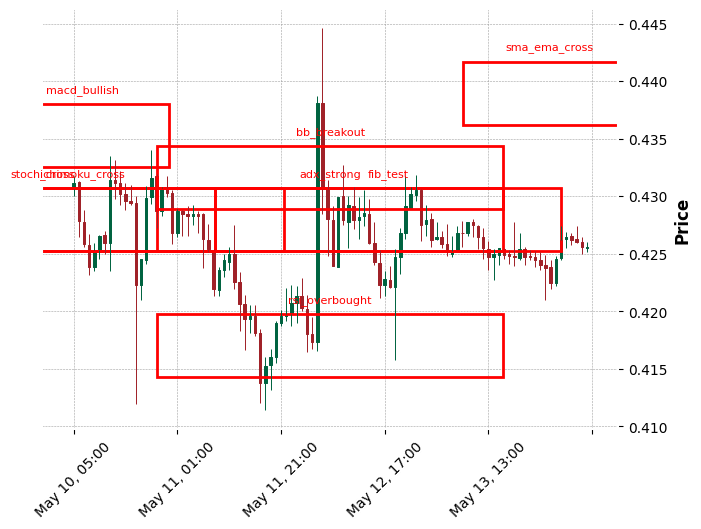 0.445
sma_ema_cross
0.440
macd_bullish
bb_breakout
0.435
adx_strong fib_test
0.430
Price
0.425
rsi_overbought
0.420
0.415
0.410
May 10, 05:00
May 11, 01:00
May 11, 21:00
May 12, 17:00
May 13, 13:00